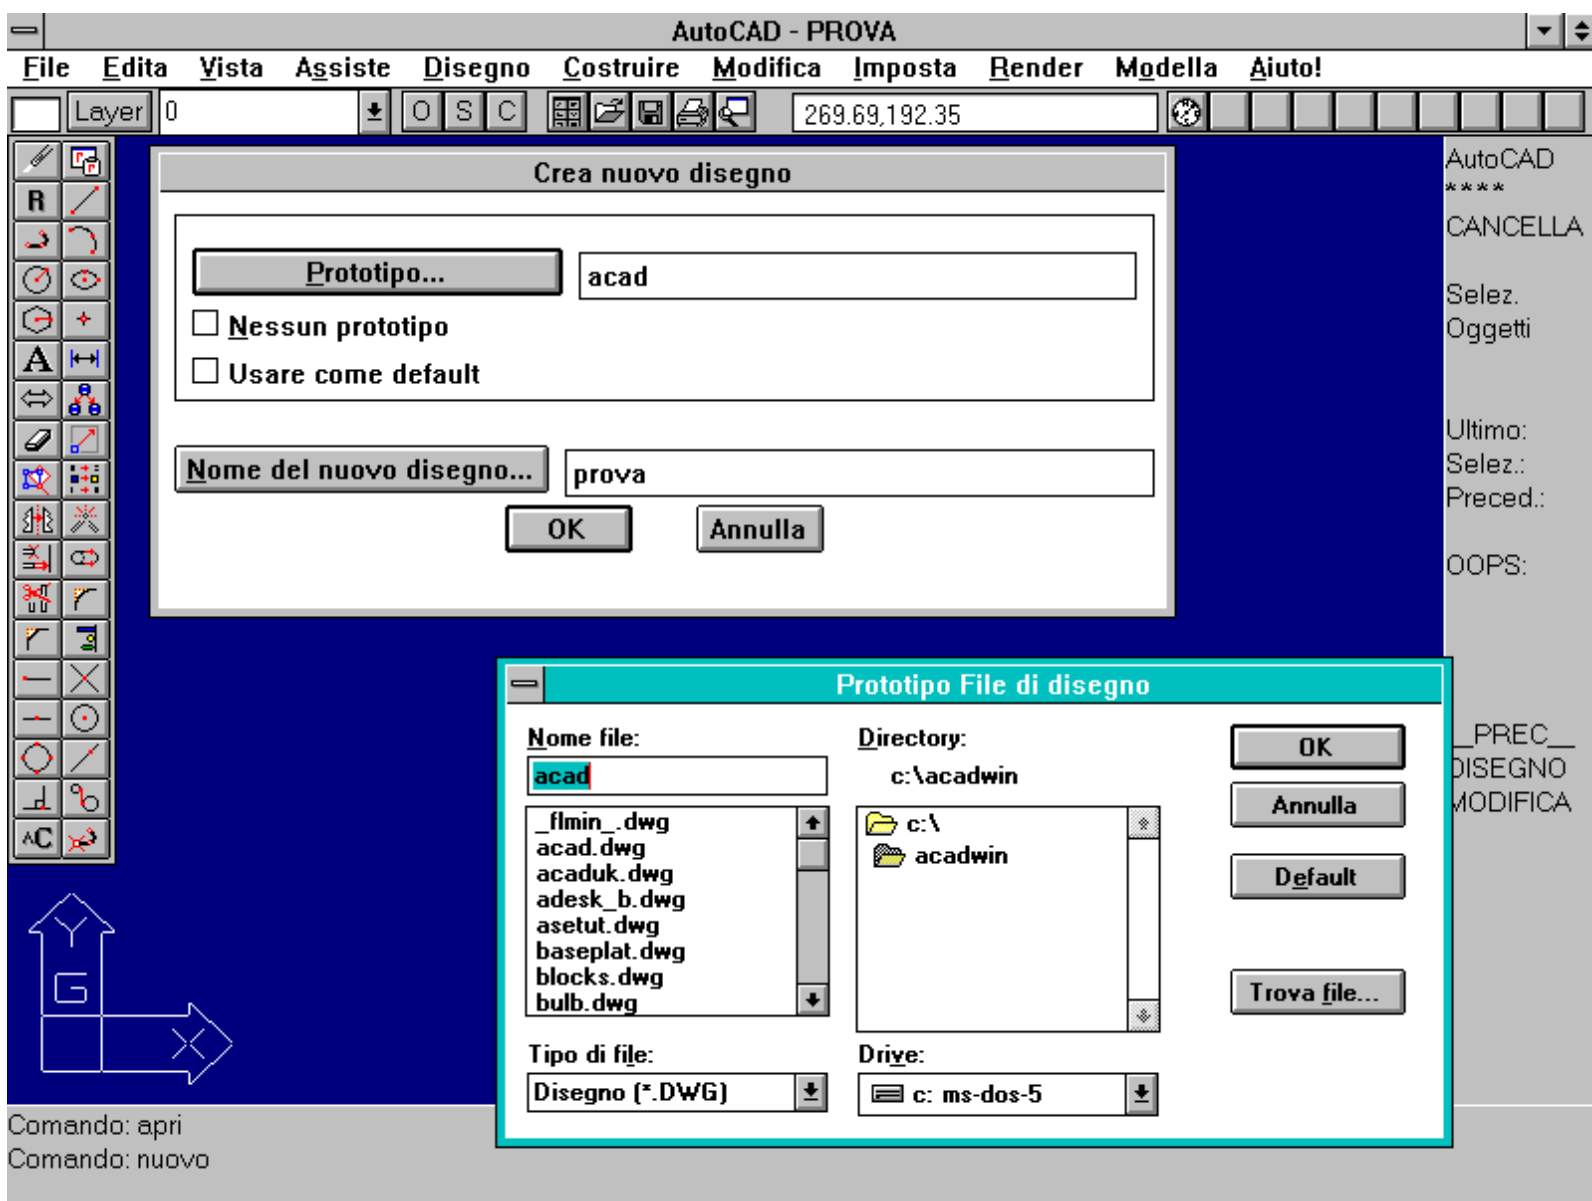 AutoCAD - PROVA
File Edita Vista Assiste Disegno Costruire Modifica Imposta Render Modella Aiuto!
Layer 0 O S C 269.69,192.35
R
A
^C
Crea nuovo disegno
Prototipo... acad
Nessun prototipo
Usare come default
Nome del nuovo disegno... prova
OK Annulla
AutoCAD
****
CANCELLA
Selez.
Oggetti
Ultimo:
Selez.:
Preced.:
OOPS:
__PREC__
DISEGNO
MODIFICA
Prototipo File di disegno
Nome file:
acad
_flmin_.dwg
acad.dwg
acaduk.dwg
adesk_b.dwg
asetut.dwg
baseplat.dwg
blocks.dwg
bulb.dwg
Tipo di file:
Disegno (*.DWG)
Directory:
c:\acadwin
c:\
acadwin
Drive:
c: ms-dos-5
OK
Annulla
Default
Trova file...
Y
G
X
Comando: apri
Comando: nuovo